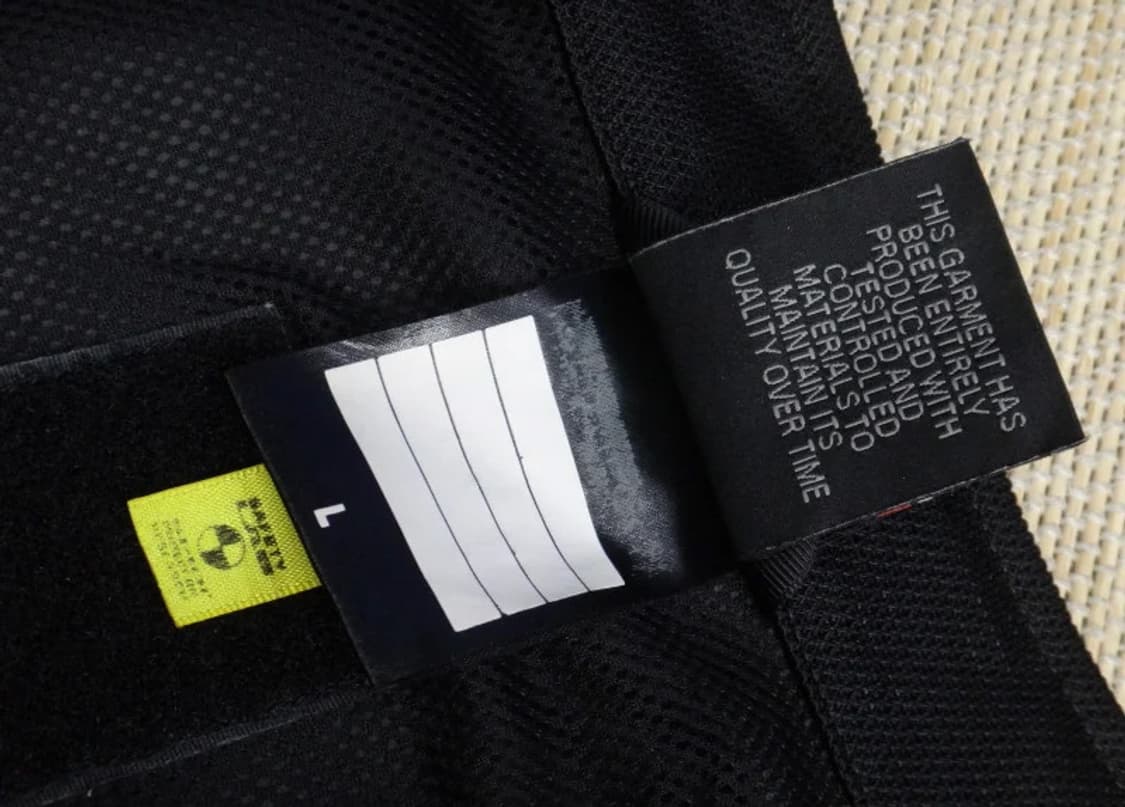 THIS GARMENT HAS
BEEN ENTIRELY
PRODUCED WITH
TESTED AND
CONTROLLED
MATERIALS TO
MAINTAIN ITS
QUALITY OVER TIME
L
SAFETY